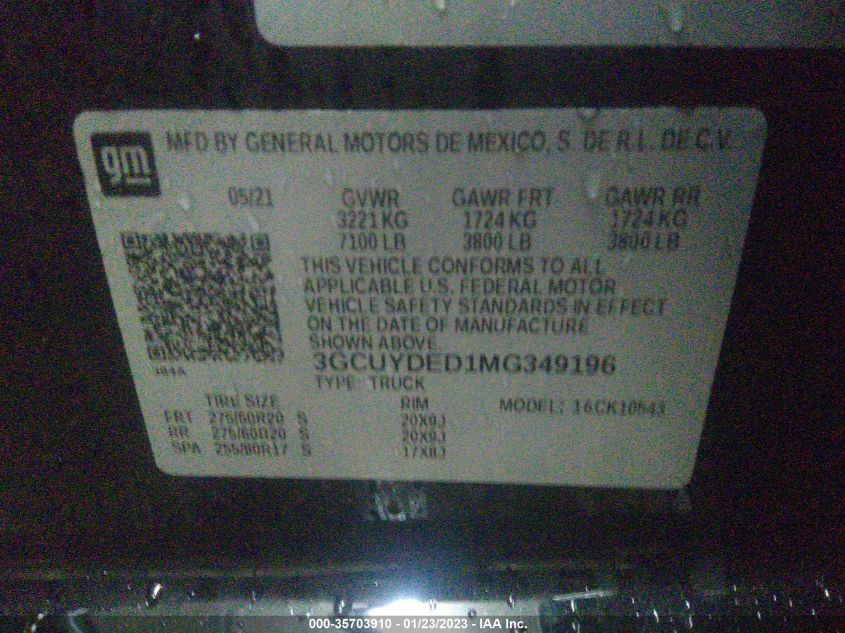 gm
MFD BY GENERAL MOTORS DE MEXICO, S. DE R.L. DE C.V.
05/21 GVWR GAWR FRT GAWR RR
3221 KG 1724 KG 1724 KG
7100 LB 3800 LB 3800 LB
THIS VEHICLE CONFORMS TO ALL
APPLICABLE U.S. FEDERAL MOTOR
VEHICLE SAFETY STANDARDS IN EFFECT
ON THE DATE OF MANUFACTURE
SHOWN ABOVE.
3GCUYDED1MG349196
TYPE: TRUCK
TIRE SIZE RIM MODEL: 16CK10543
FRT 275/60R20 S 20X9J
RR 275/60R20 S 20X9J
SPA 255/80R17 S 17X8J
000-35703910 - 01/23/2023 - IAA Inc.